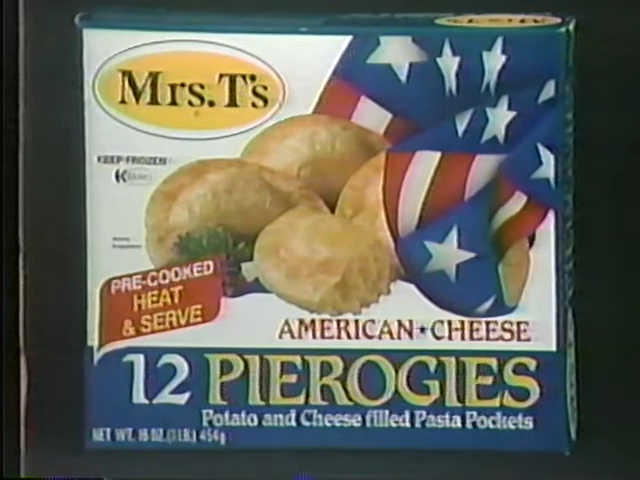 Mrs. T's
KEEP FROZEN
K
PRE-COOKED
HEAT
& SERVE
AMERICAN★CHEESE
12 PIEROGIES
Potato and Cheese filled Pasta Pockets
NET WT. 16 OZ. (1 LB.) 454g